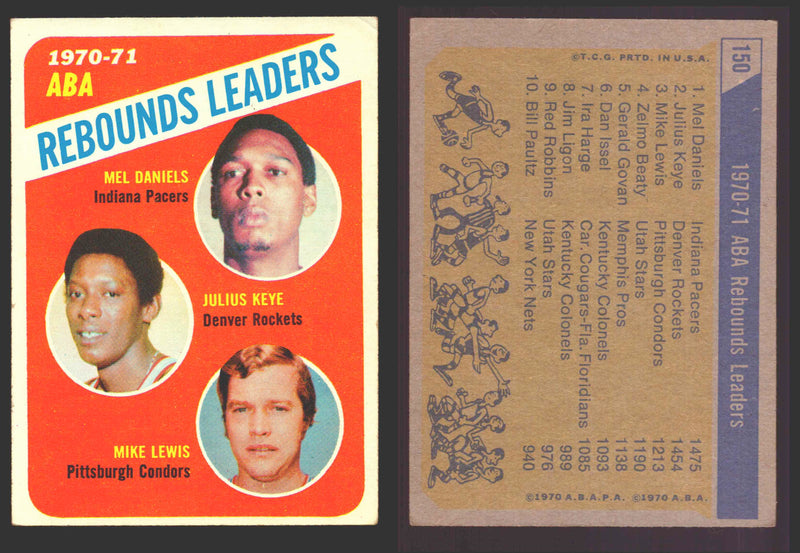 1970-71
ABA
REBOUNDS LEADERS
MEL DANIELS
Indiana Pacers
JULIUS KEYE
Denver Rockets
MIKE LEWIS
Pittsburgh Condors
150
1970-71 ABA Rebounds Leaders
1. Mel Daniels Indiana Pacers 1475
2. Julius Keye Denver Rockets 1454
3. Mike Lewis Pittsburgh Condors 1213
4. Zelmo Beaty Utah Stars 1190
5. Gerald Govan Memphis Pros 1138
6. Dan Issel Kentucky Colonels 1093
7. Ira Harge Car. Cougars-Fla. Floridians 1085
8. Jim Ligon Kentucky Colonels 989
9. Red Robbins Utah Stars 976
10. Bill Paultz New York Nets 940
©T.C.G. PRTD. IN U.S.A.
©1970 A.B.A.P.A. ©1970 A.B.A.